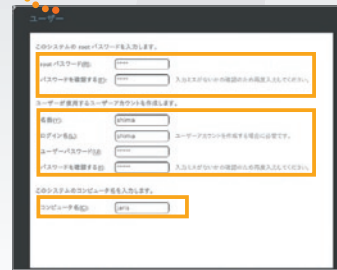 ユーザー
このシステムの root パスワードを入力します。
root パスワード(R): *****
パスワードを確認する(P): ***** 入力ミスがないかの確認のため再度入力してください。
ユーザーが使用するユーザーアカウントを作成します。
名前(Y): shima
ログイン名(L): shima ユーザーアカウントを作成する場合に必要です。
ユーザーパスワード(U): *****
パスワードを確認する(E): ***** 入力ミスがないかの確認のため再度入力してください。
このシステムのコンピュータ名を入力します。
コンピュータ名(C): jans